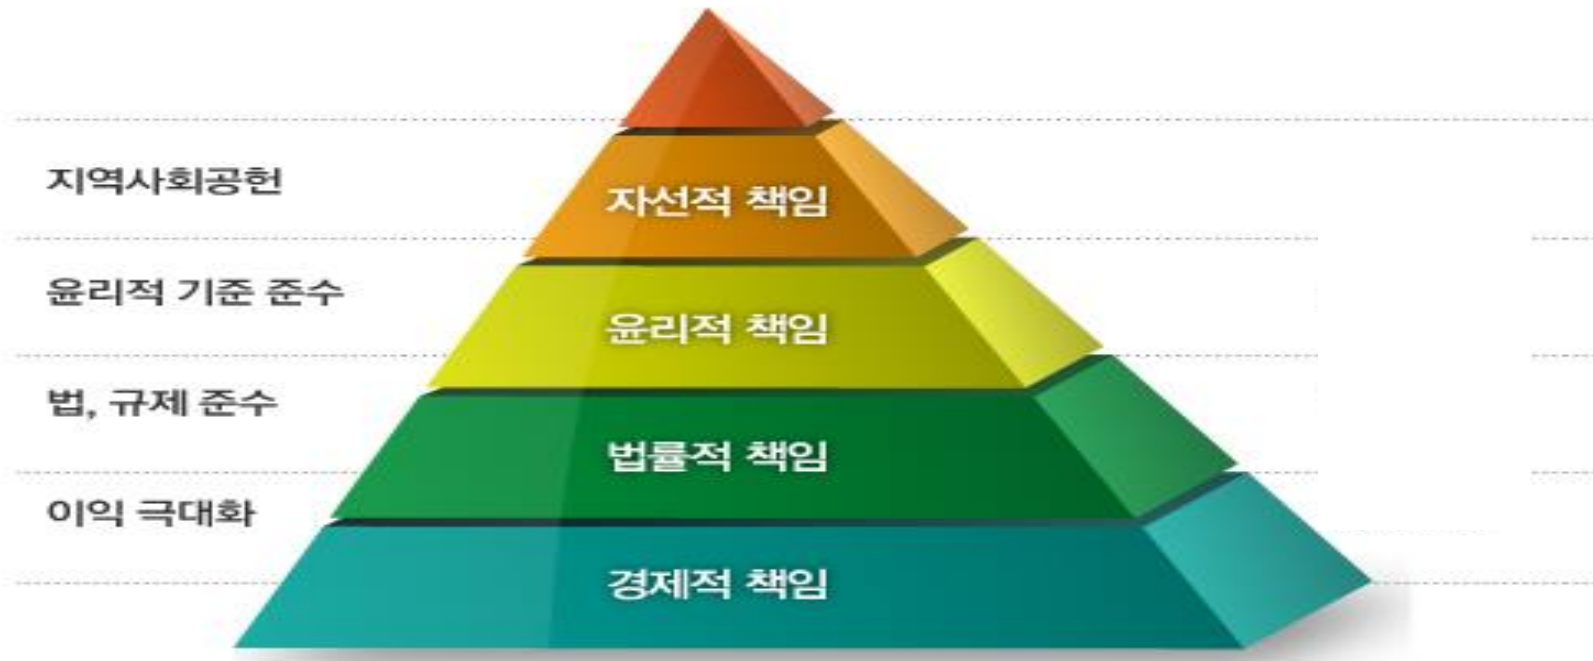 지역사회공헌
자선적 책임
윤리적 기준 준수
윤리적 책임
법, 규제 준수
법률적 책임
이익 극대화
경제적 책임